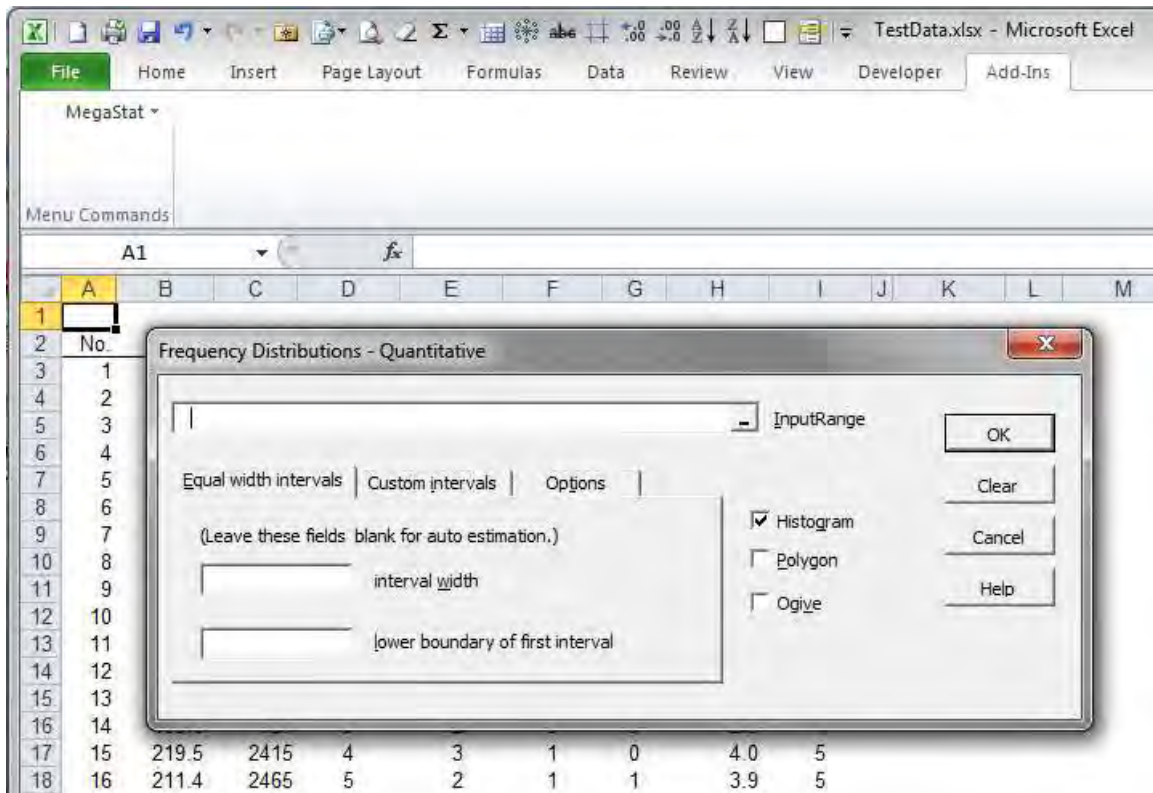 TestData.xlsx - Microsoft Excel
File Home Insert Page Layout Formulas Data Review View Developer Add-Ins
MegaStat
Menu Commands
A1 fx
A B C D E F G H I J K L M
1
2 No.
Frequency Distributions - Quantitative
3 1
4 2
5 3
InputRange
OK
6 4
7 5
Equal width intervals Custom intervals Options
Clear
8 6
9 7
(Leave these fields blank for auto estimation.)
Histogram
Cancel
10 8
Polygon
11 9
interval width
Help
12 10
Ogive
13 11
lower boundary of first interval
14 12
15 13
16 14
17 15 219.5 2415 4 3 1 0 4.0 5
18 16 211.4 2465 5 2 1 1 3.9 5